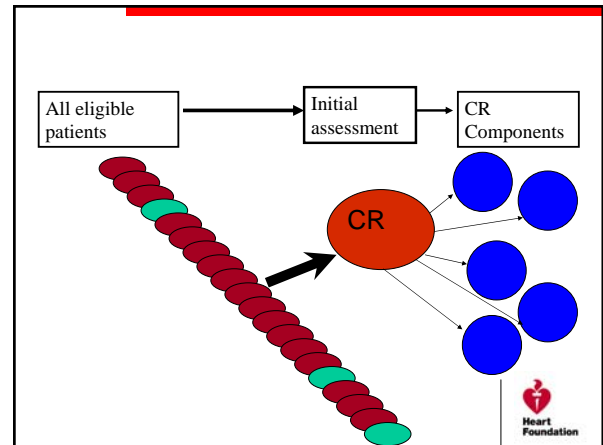 All eligible
patients
Initial
assessment
CR
Components
CR
Heart
Foundation